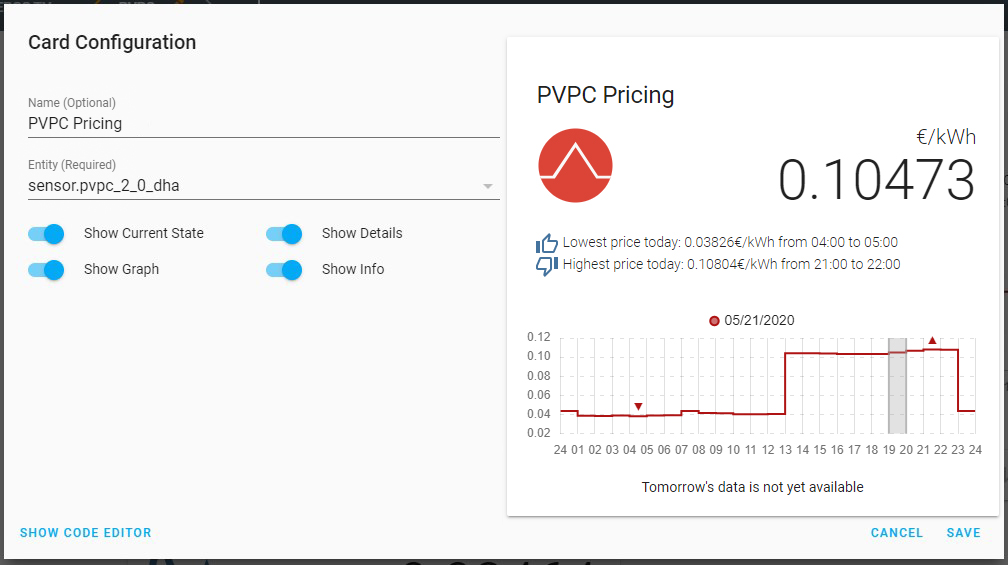 Card Configuration
Name (Optional)
PVPC Pricing
Entity (Required)
sensor.pvpc_2_0_dha
Show Current State
Show Details
Show Graph
Show Info
PVPC Pricing
€/kWh
0.10473
Lowest price today: 0.03826€/kWh from 04:00 to 05:00
Highest price today: 0.10804€/kWh from 21:00 to 22:00
05/21/2020
0.12
0.10
0.08
0.06
0.04
0.02
24 01 02 03 04 05 06 07 08 09 10 11 12 13 14 15 16 17 18 19 20 21 22 23 24
Tomorrow's data is not yet available
SHOW CODE EDITOR
CANCEL
SAVE